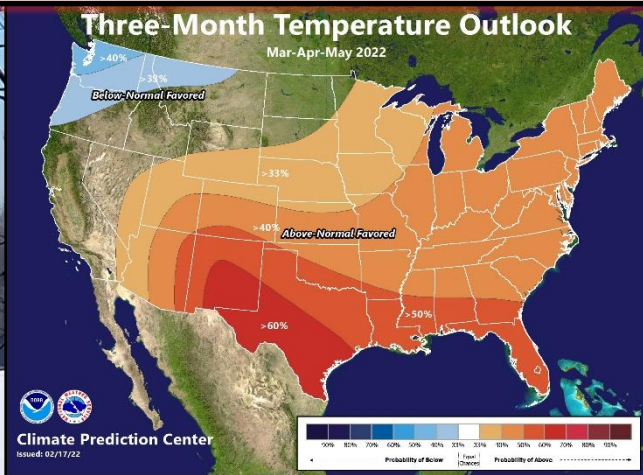 Three-Month Temperature Outlook
Mar-Apr-May 2022
>40%
>33%
Below-Normal Favored
>33%
>40%
Above-Normal Favored
>50%
>60%
NOAA
Climate Prediction Center
Issued: 02/17/22
90% 80% 70% 60% 50% 40% 33% 33% 40% 50% 60% 70% 80% 90%
Probability of Below Equal Chances Probability of Above